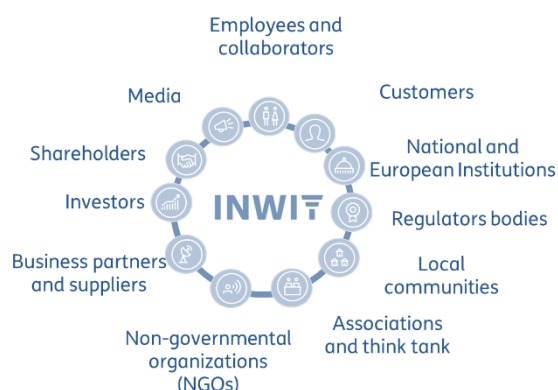 Employees and
collaborators
Media
Customers
Shareholders
National and
European Institutions
Investors
INWIT
Regulators bodies
Business partners
and suppliers
Local
communities
Non-governmental
organizations
(NGOs)
Associations
and think tank